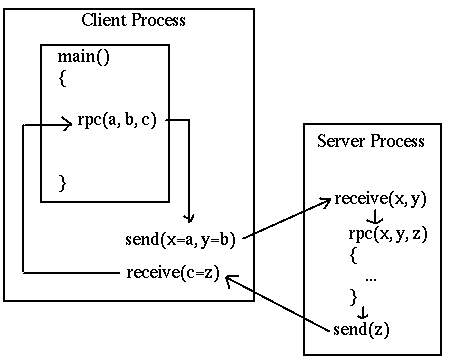 Client Process
main()
{
rpc(a, b, c)
}
send(x=a, y=b)
receive(c=z)
Server Process
receive(x, y)
rpc(x, y, z)
{
...
}
send(z)